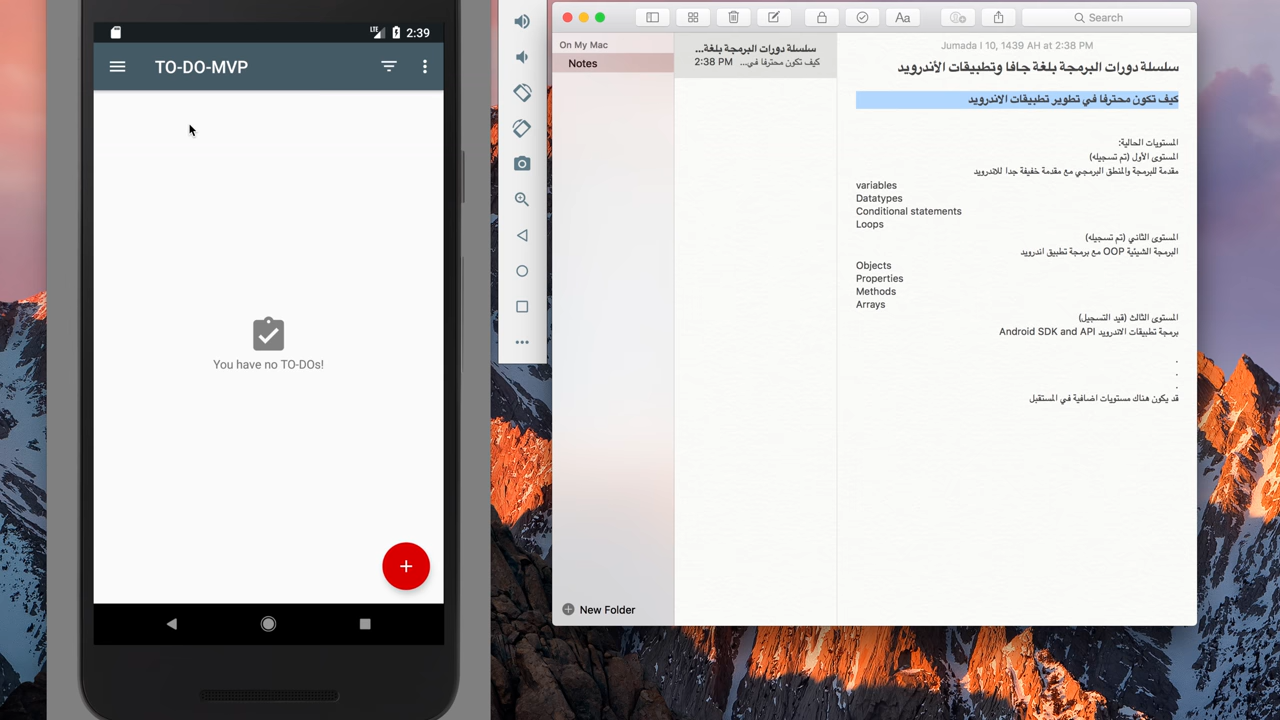 LTE 2:39
TO-DO-MVP
You have no TO-DOs!
Search
On My Mac
Notes
New Folder
سلسلة دورات البرمجة بلغة...
2:38 PM كيف تكون محترفا في...
Jumada I 10, 1439 AH at 2:38 PM
سلسلة دورات البرمجة بلغة جافا وتطبيقات الأندرويد
كيف تكون محترفا في تطوير تطبيقات الاندرويد
المستويات الحالية:
المستوى الأول (تم تسجيله)
مقدمة للبرمجة والمنطق البرمجي مع مقدمة خفيفة جدا للاندرويد
variables
Datatypes
Conditional statements
Loops
المستوى الثاني (تم تسجيله)
البرمجة الشيئية OOP مع برمجة تطبيق اندرويد
Objects
Properties
Methods
Arrays
المستوى الثالث (قيد التسجيل)
برمجة تطبيقات الاندرويد Android SDK and API
.
.
.
قد يكون هناك مستويات اضافية في المستقبل